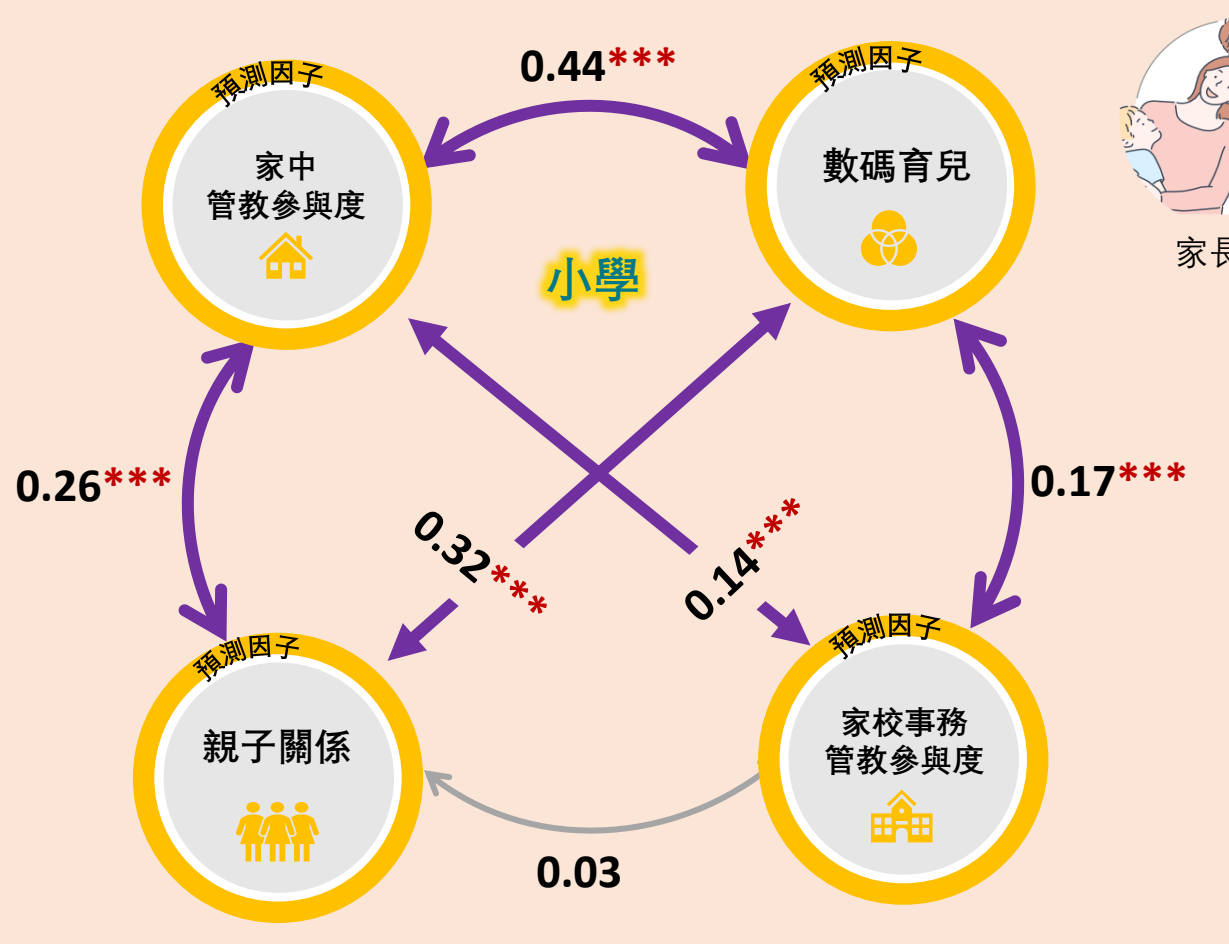 0.44***
預測因子
預測因子
家中
管教參與度
數碼育兒
小學
家長
0.26***
0.17***
0.32***
0.14***
預測因子
預測因子
親子關係
家校事務
管教參與度
0.03